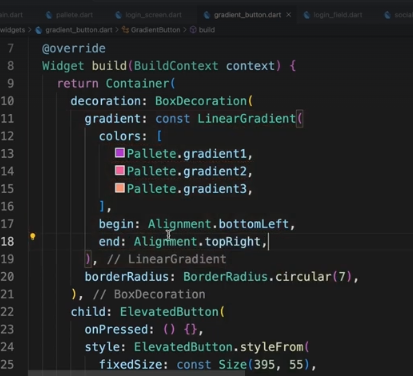 pallete.dart login_screen.dart gradient_button.dart × login_field.dart
widgets > gredient_button.dart > GradientButton > build
7 @override
8 Widget build(BuildContext context) {
9 return Container(
10 decoration: BoxDecoration(
11 gradient: const LinearGradient(
12 colors: [
13 Pallete.gradient1,
14 Pallete.gradient2,
15 Pallete.gradient3,
16 ],
17 begin: Alignment.bottomLeft,
18 end: Alignment.topRight,
19 ), // LinearGradient
20 borderRadius: BorderRadius.circular(7),
21 ), // BoxDecoration
22 child: ElevatedButton(
23 onPressed: () {},
24 style: ElevatedButton.styleFrom(
25 fixedSize: const Size(395, 55),